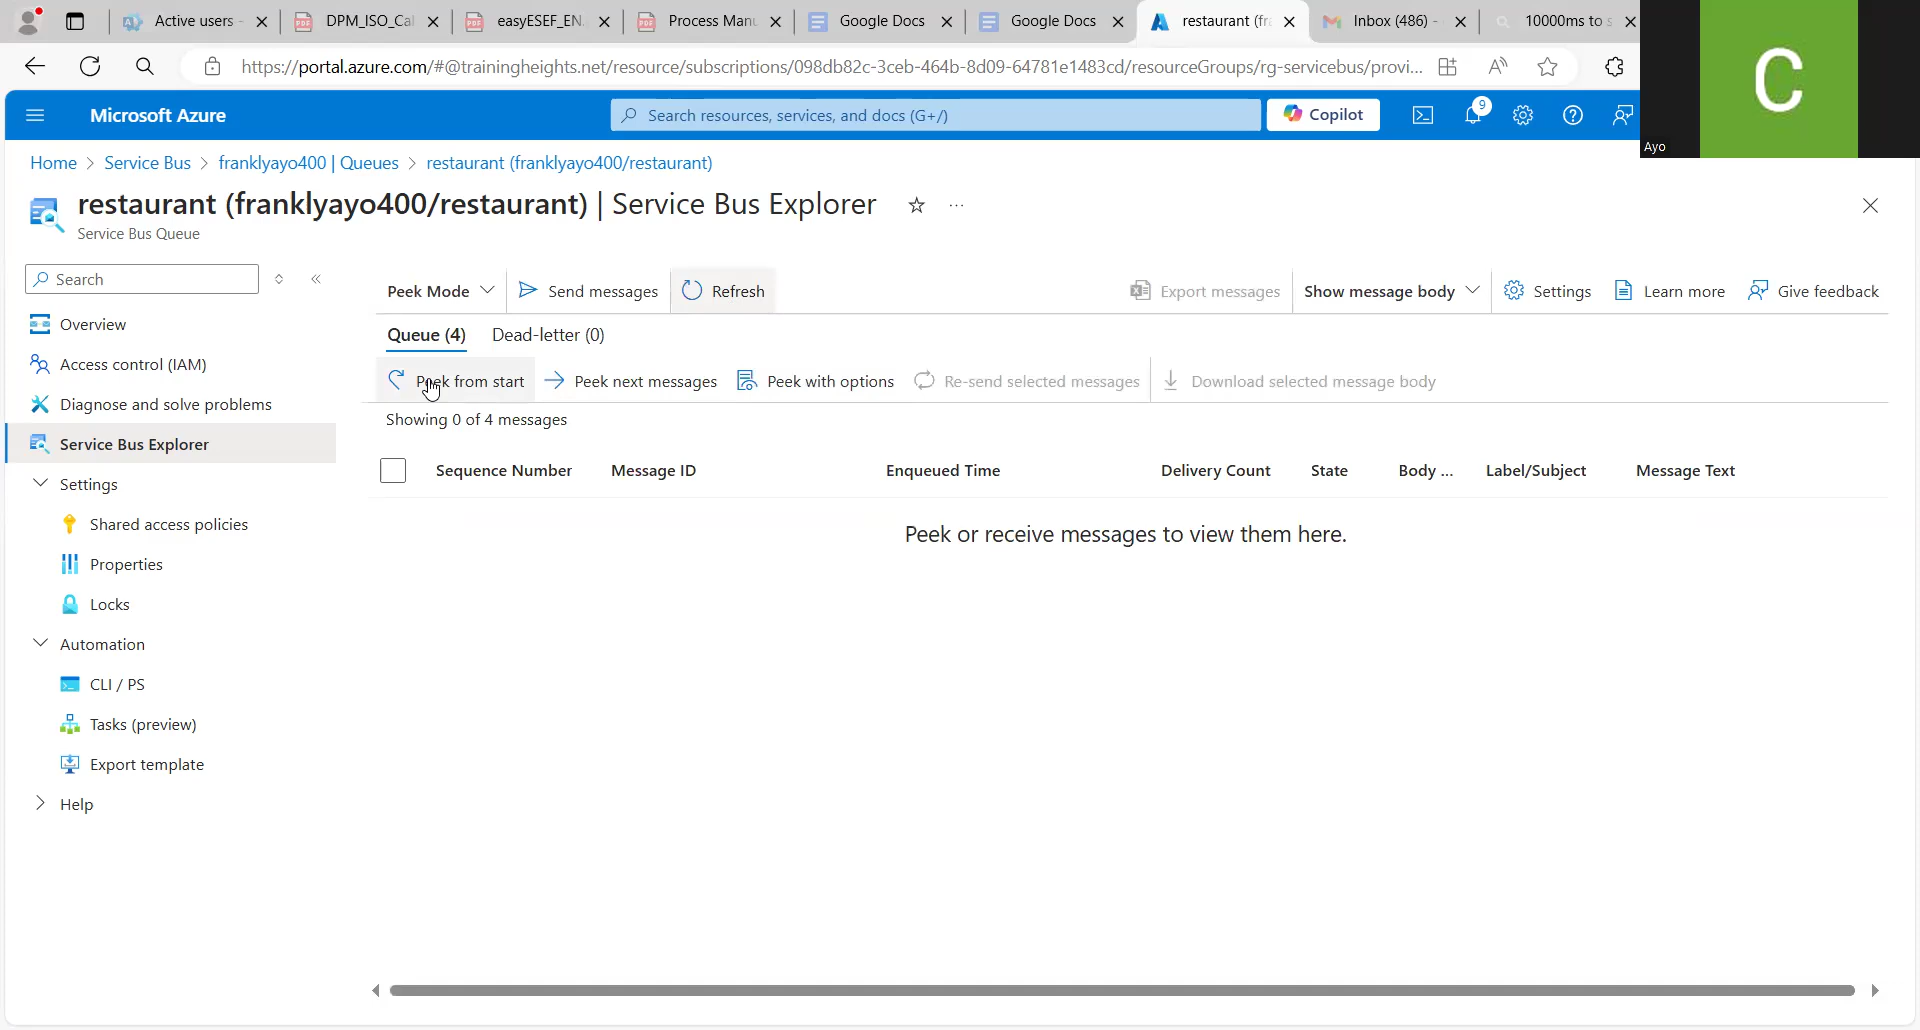 Active users -
DPM_ISO_Cal
easyESEF_EN.
Process Manu
Google Docs
Google Docs
restaurant (fr
Inbox (486) -
10000ms to s
https://portal.azure.com/#@trainingheights.net/resource/subscriptions/098db82c-3ceb-464b-8d09-64781e1483cd/resourceGroups/rg-servicebus/provi...
C
Ayo
Microsoft Azure
Search resources, services, and docs (G+/)
Copilot
9
Home > Service Bus > franklyayo400 | Queues > restaurant (franklyayo400/restaurant)
restaurant (franklyayo400/restaurant) | Service Bus Explorer
Service Bus Queue
Search
Overview
Access control (IAM)
Diagnose and solve problems
Service Bus Explorer
Settings
Shared access policies
Properties
Locks
Automation
CLI / PS
Tasks (preview)
Export template
Help
Peek Mode
Send messages
Refresh
Export messages
Show message body
Settings
Learn more
Give feedback
Queue (4)
Dead-letter (0)
Peek from start
Peek next messages
Peek with options
Re-send selected messages
Download selected message body
Showing 0 of 4 messages
Sequence Number
Message ID
Enqueued Time
Delivery Count
State
Body ...
Label/Subject
Message Text
Peek or receive messages to view them here.